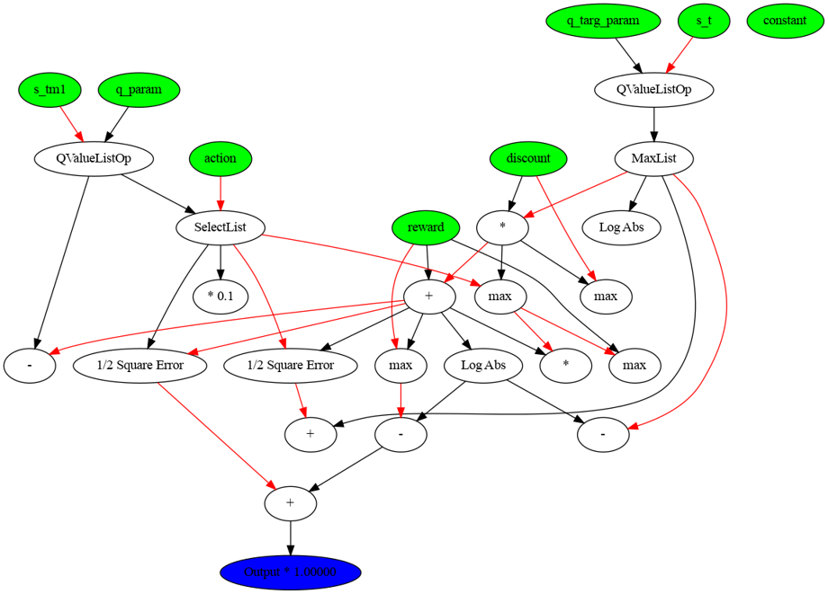 q_targ_param
s_t
constant
s_tm1
q_param
QValueListOp
QValueListOp
action
discount
MaxList
SelectList
reward
*
Log Abs
* 0.1
+
max
max
-
1/2 Square Error
1/2 Square Error
max
Log Abs
*
max
+
-
-
+
Output * 1.00000